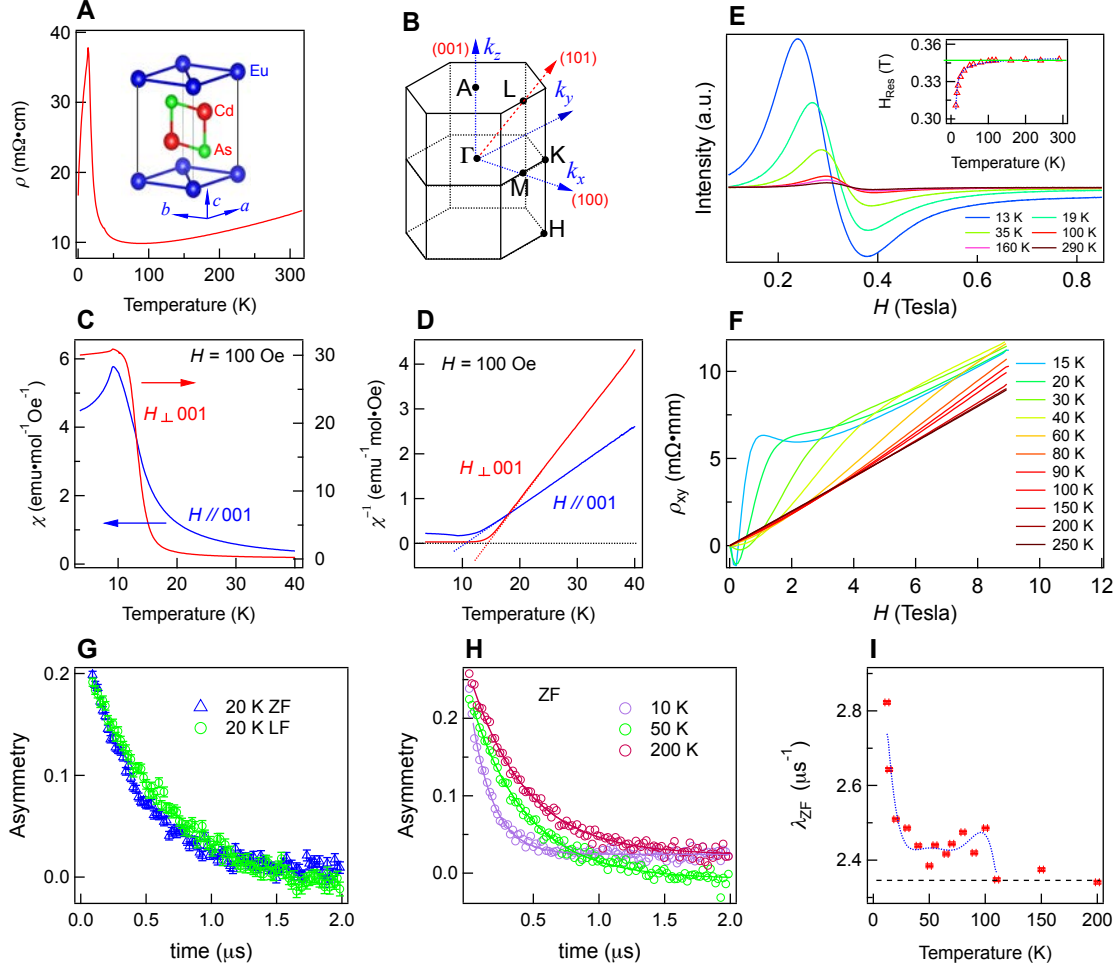 A
40
30
20
10
ρ (mΩ•cm)
0
100
200
300
Temperature (K)
Eu
Cd
As
c
b
a
B
(001)
kz
(101)
A
L
ky
Γ
K
M
kx
(100)
H
E
Intensity (a.u.)
0.2
0.4
0.6
0.8
H (Tesla)
13 K
19 K
35 K
100 K
160 K
290 K
HRes (T)
0.36
0.33
0.30
0
100
200
300
Temperature (K)
C
6
4
2
0
χ (emu•mol⁻¹Oe⁻¹)
30
20
10
0
H = 100 Oe
H⊥001
H//001
10
20
30
40
Temperature (K)
D
4
2
0
χ⁻¹ (emu⁻¹mol•Oe)
H = 100 Oe
H⊥001
H//001
10
20
30
40
Temperature (K)
F
10
5
0
ρxy (mΩ•mm)
0
2
4
6
8
10
12
H (Tesla)
15 K
20 K
30 K
40 K
60 K
80 K
90 K
100 K
150 K
200 K
250 K
G
0.2
0.1
0.0
Asymmetry
20 K ZF
20 K LF
0.5
1.0
1.5
2.0
time (μs)
H
0.2
0.1
0.0
Asymmetry
ZF
10 K
50 K
200 K
0.5
1.0
1.5
2.0
time (μs)
I
2.8
2.6
2.4
2.2
λZF (μs⁻¹)
0
50
100
150
200
Temperature (K)